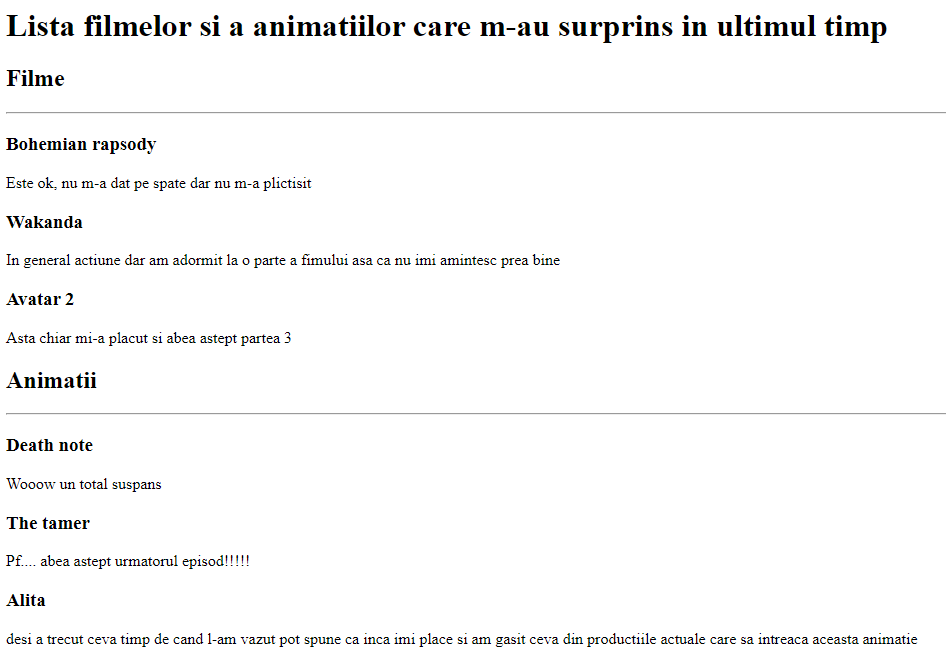 Lista filmelor si a animatiilor care m-au surprins in ultimul timp
Filme
Bohemian rapsody
Este ok, nu m-a dat pe spate dar nu m-a plictisit
Wakanda
In general actiune dar am adormit la o parte a fimului asa ca nu imi amintesc prea bine
Avatar 2
Asta chiar mi-a placut si abea astept partea 3
Animatii
Death note
Wooow un total suspans
The tamer
Pf.... abea astept urmatorul episod!!!!!
Alita
desi a trecut ceva timp de cand l-am vazut pot spune ca inca imi place si am gasit ceva din productiile actuale care sa intreaca aceasta animatie